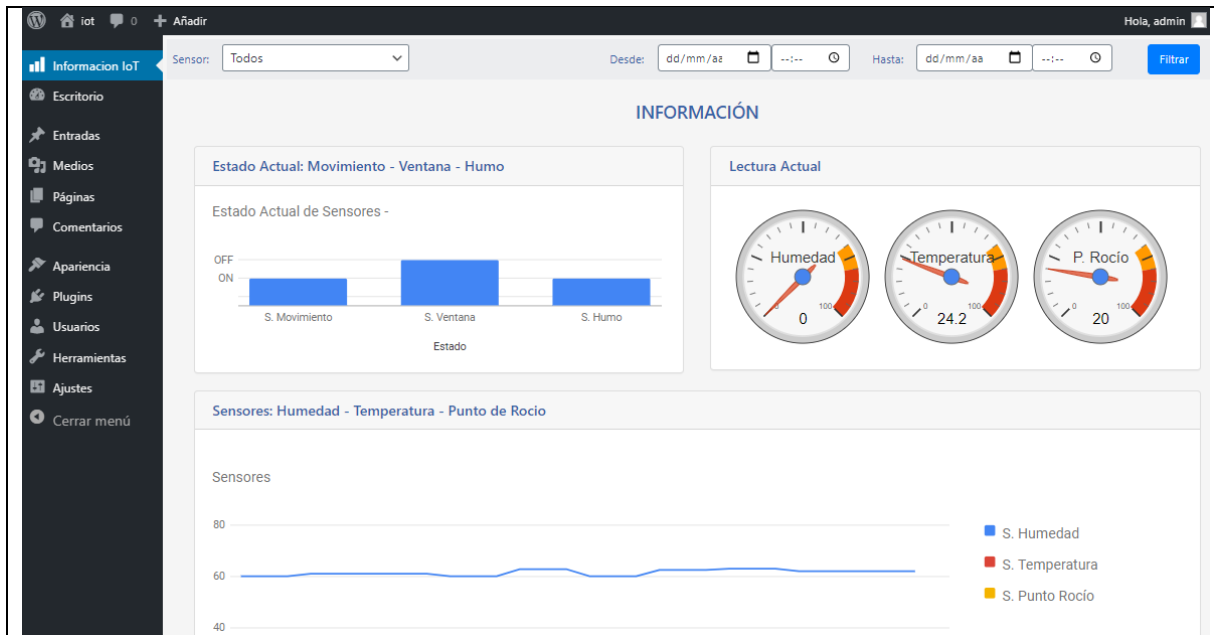 iot 0 + Añadir Hola, admin
Informacion IoT
Escritorio
Entradas
Medios
Páginas
Comentarios
Apariencia
Plugins
Usuarios
Herramientas
Ajustes
Cerrar menú
Sensor: Todos Desde: dd/mm/aa --:-- Hasta: dd/mm/aa --:-- Filtrar
INFORMACIÓN
Estado Actual: Movimiento - Ventana - Humo
Estado Actual de Sensores -
OFF
ON
S. Movimiento S. Ventana S. Humo
Estado
Lectura Actual
Humedad Temperatura P. Rocío
0 100 0 100 0 100
0 24.2 20
Sensores: Humedad - Temperatura - Punto de Rocio
Sensores
80
60
40
S. Humedad
S. Temperatura
S. Punto Rocío